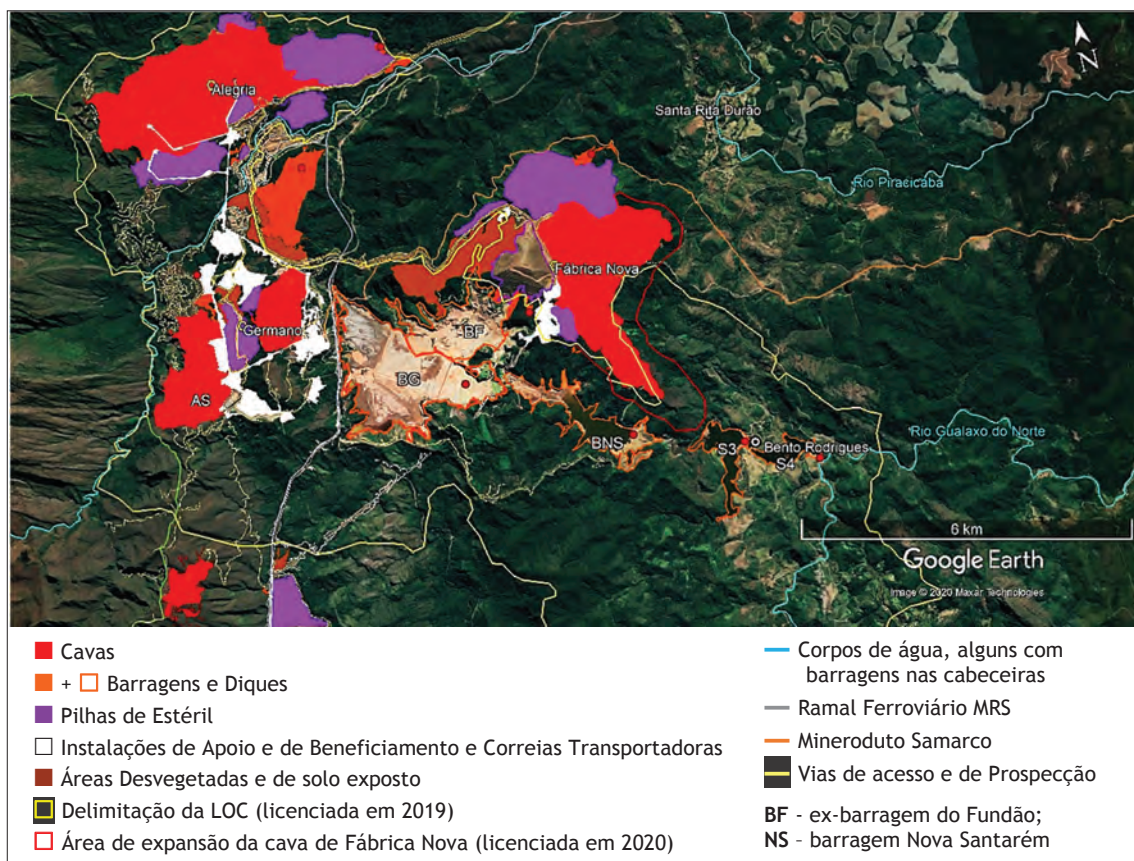 N
Alegria
Santa Rita Durão
Rio Piracicaba
Fábrica Nova
Germano
BF
BG
AS
BNS
S3
Bento Rodrigues
S4
Rio Gualaxo do Norte
6 km
Google Earth
Image © 2020 Maxar Technologies
Cavas
+ Barragens e Diques
Pilhas de Estéril
Instalações de Apoio e de Beneficiamento e Correias Transportadoras
Áreas Desvegetadas e de solo exposto
Delimitação da LOC (licenciada em 2019)
Área de expansão da cava de Fábrica Nova (licenciada em 2020)
Corpos de água, alguns com
barragens nas cabeceiras
Ramal Ferroviário MRS
Mineroduto Samarco
Vias de acesso e de Prospecção
BF - ex-barragem do Fundão;
NS - barragem Nova Santarém